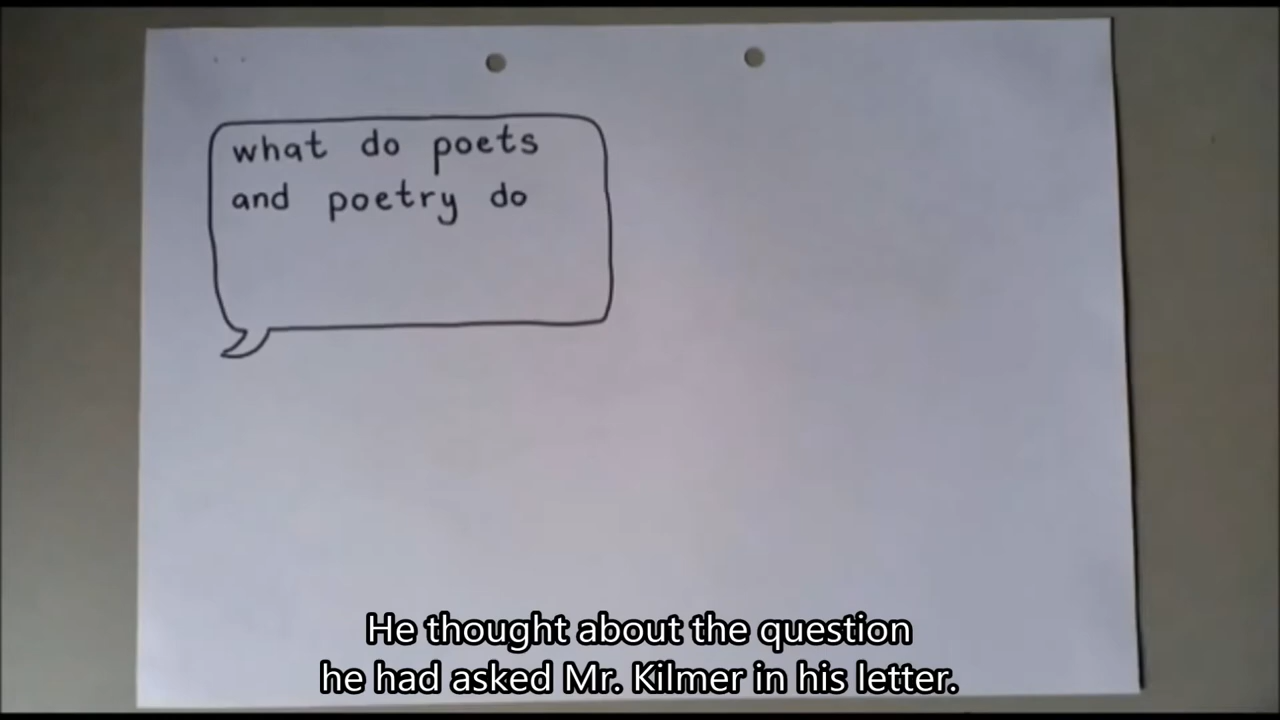 what do poets
and poetry do
He thought about the question
he had asked Mr. Kilmer in his letter.